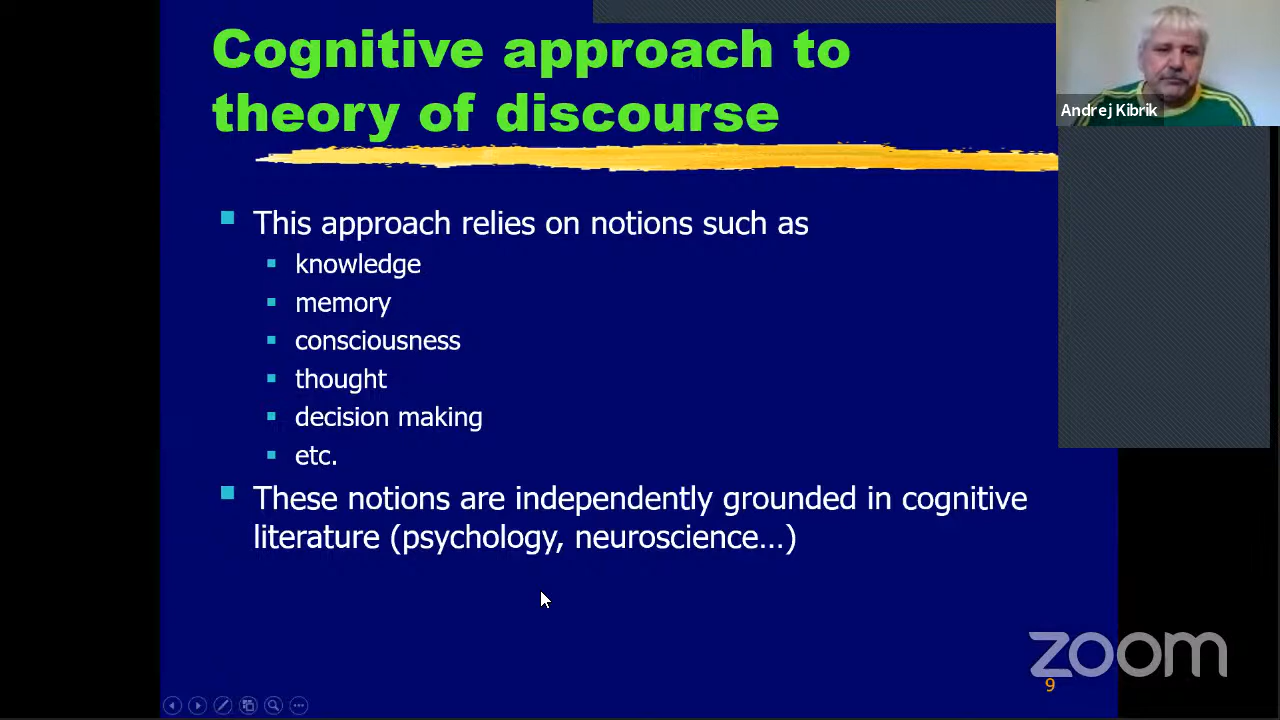 Cognitive approach to
theory of discourse
Andrej Kibrik
This approach relies on notions such as
knowledge
memory
consciousness
thought
decision making
etc.
These notions are independently grounded in cognitive
literature (psychology, neuroscience…)
zoom
9